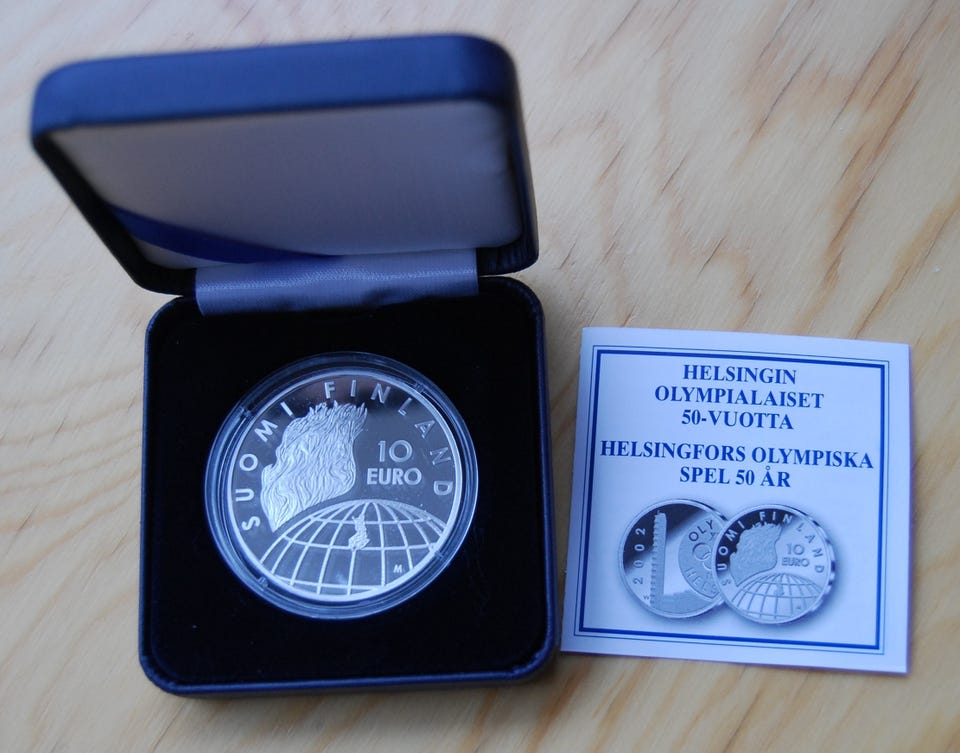 SUOMI FINLAND
10
EURO
M
HELSINGIN
OLYMPIALAISET
50-VUOTTA
HELSINGFORS OLYMPISKA
SPEL 50 ÅR
2002
OLY
HELS
SUOMI FINLAND
10
EURO